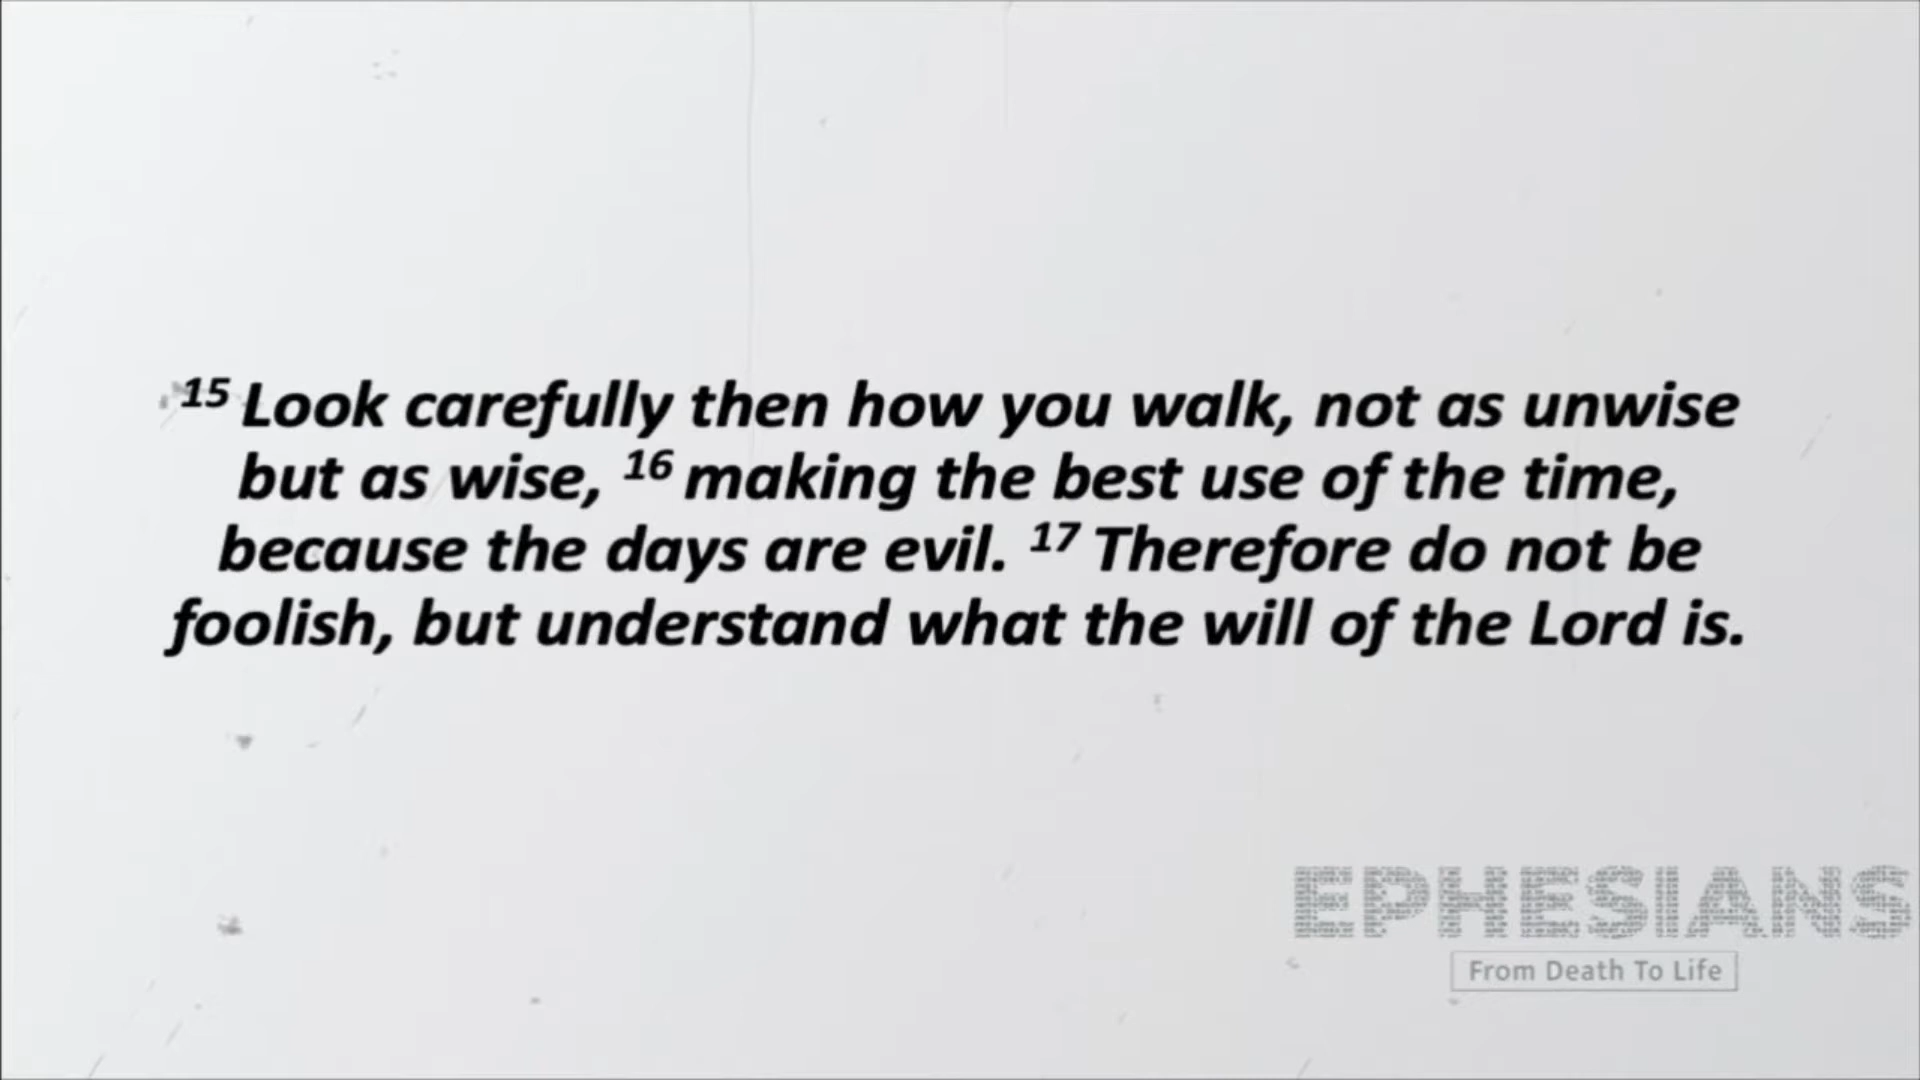 15 Look carefully then how you walk, not as unwise
but as wise, 16 making the best use of the time,
because the days are evil. 17 Therefore do not be
foolish, but understand what the will of the Lord is.
EPHESIANS
From Death To Life